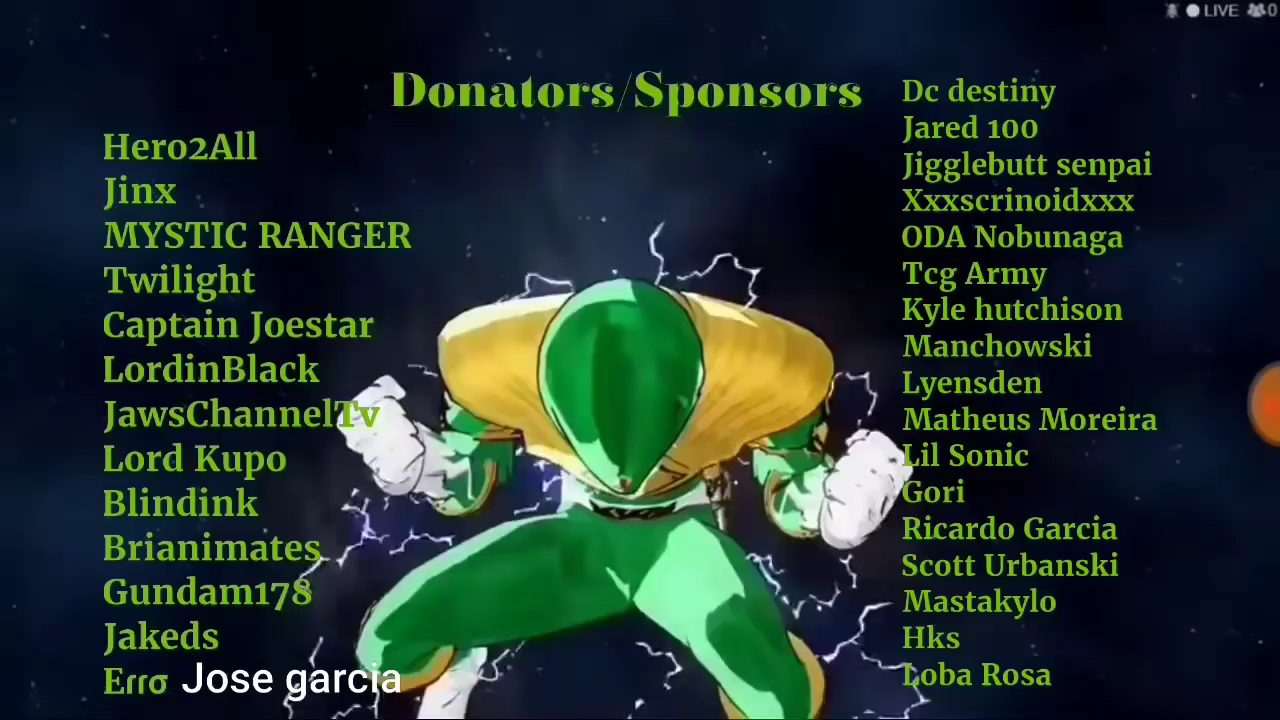 LIVE 0
Donators/Sponsors
Hero2All
Jinx
MYSTIC RANGER
Twilight
Captain Joestar
LordinBlack
JawsChannelTv
Lord Kupo
Blindink
Brianimates
Gundam178
Jakeds
Errσ Jose garcia
Dc destiny
Jared 100
Jigglebutt senpai
Xxxscrinoidxxx
ODA Nobunaga
Tcg Army
Kyle hutchison
Manchowski
Lyensden
Matheus Moreira
Lil Sonic
Gori
Ricardo Garcia
Scott Urbanski
Mastakylo
Hks
Loba Rosa